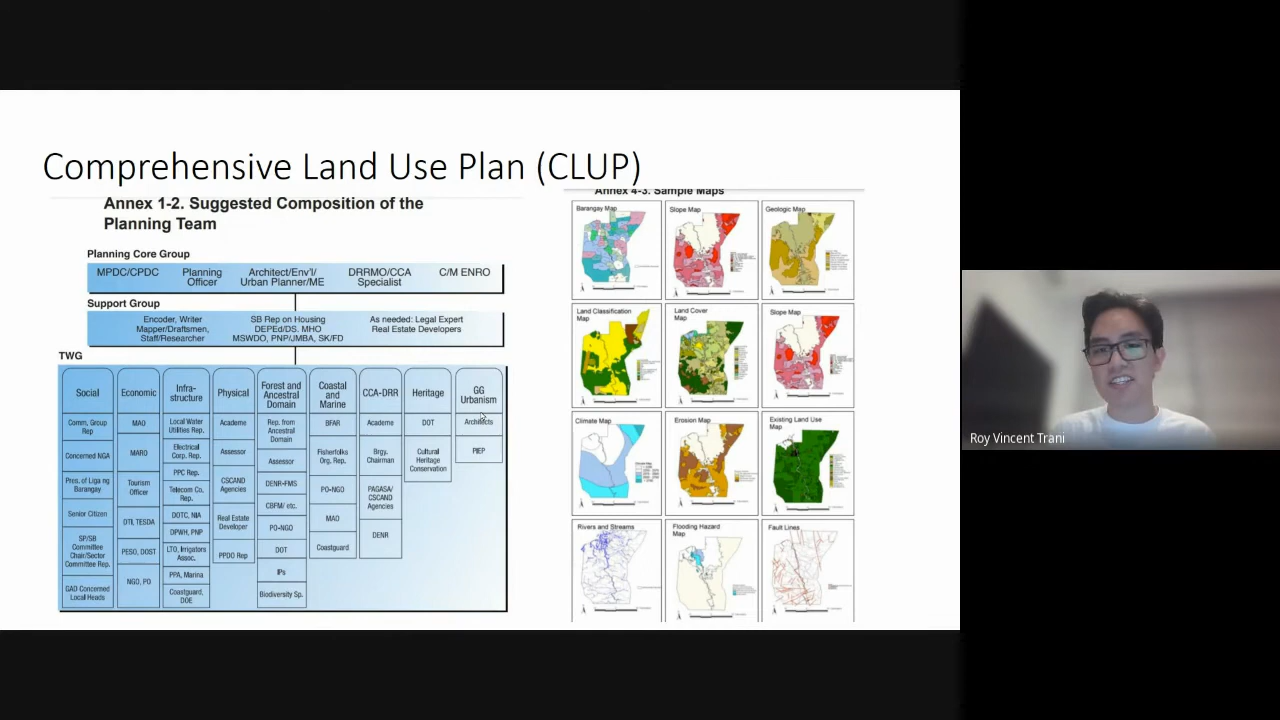 Comprehensive Land Use Plan (CLUP)
Annex 1-2. Suggested Composition of the
Planning Team
Planning Core Group
MPDC/CPDC
Planning
Officer
Architect/Env'l/
Urban Planner/ME
DRRMO/CCA
Specialist
C/M ENRO
Support Group
Encoder, Writer
Mapper/Draftsmen,
Staff/Researcher
SB Rep on Housing
DEPEd/DS. MHO
MSWDO, PNP/JMBA, SK/FD
As needed: Legal Expert
Real Estate Developers
TWG
Social
Comm, Group
Rep
Concerned NGA
Pres. of Liga ng
Barangay
Senior Citizen
SP/SB
Committee
Chair/Sector
Committee Rep.
GAD Concerned
Local Heads
Economic
MAO
MARO
Tourism
Officer
DTI, TESDA
PESO, DOST
NGO, PO
Infra-
structure
Local Water
Utilities Rep.
Electrical
Corp. Rep.
PPC Rep.
Telecom Co.
Rep.
DOTC, NIA
DPWH, PNP
LTO, Irrigators
Assoc.
PPA, Marina
Coastguard,
DOE
Physical
Academe
Assessor
CSCAND
Agencies
Real Estate
Developer
PPDO Rep
Forest and
Ancestral
Domain
Rep. from
Ancestral
Domain
Assessor
DENR-FMS
CBFM/ etc.
PO-NGO
DOT
IPs
Biodiversity Sp.
Coastal
and
Marine
BFAR
Fisherfolks
Org. Rep.
PO-NGO
MAO
Coastguard
CCA-DRR
Academe
Brgy.
Chairman
PAGASA/
CSCAND
Agencies
DENR
Heritage
DOT
Cultural
Heritage
Conservation
GG
Urbanism
Architects
PIEP
Annex 4-3. Sample Maps
Barangay Map
Slope Map
Geologic Map
Land Classification
Map
Land Cover
Map
Slope Map
Climate Map
Erosion Map
Existing Land Use
Map
Rivers and Streams
Flooding Hazard
Map
Fault Lines
Roy Vincent Trani